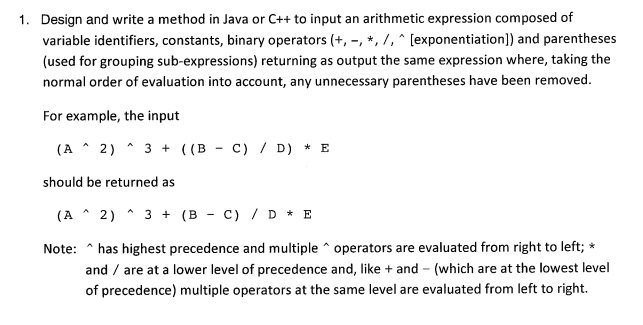 1. Design and write a method in Java or C++ to input an arithmetic expression composed of
variable identifiers, constants, binary operators (+, –, *, /, ^ [exponentiation]) and parentheses
(used for grouping sub-expressions) returning as output the same expression where, taking the
normal order of evaluation into account, any unnecessary parentheses have been removed.
For example, the input
(A ^ 2) ^ 3 + ((B - C) / D) * E
should be returned as
(A ^ 2) ^ 3 + (B - C) / D * E
Note: ^ has highest precedence and multiple ^ operators are evaluated from right to left; *
and / are at a lower level of precedence and, like + and – (which are at the lowest level
of precedence) multiple operators at the same level are evaluated from left to right.